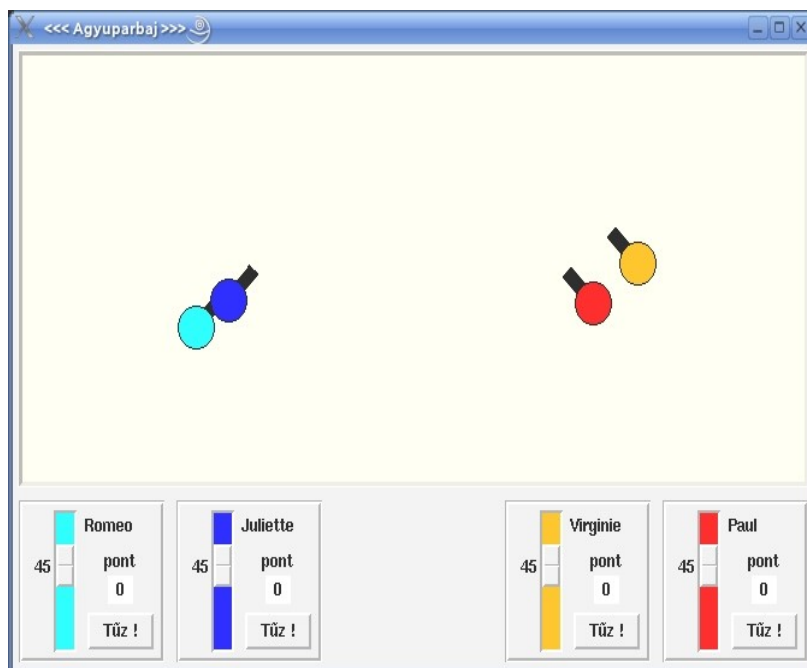 <<< Agyuparbaj >>>
Romeo
45
pont
0
Tűz !
Juliette
45
pont
0
Tűz !
Virginie
45
pont
0
Tűz !
Paul
45
pont
0
Tűz !